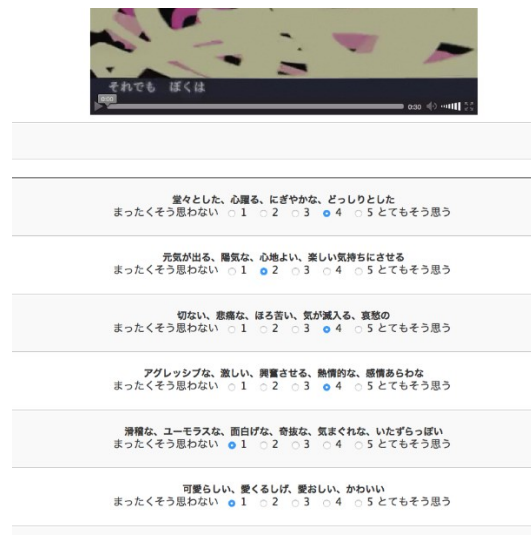 それでも ぼくは
0:00
0:30
堂々とした、心躍る、にぎやかな、どっしりとした
まったくそう思わない 1 2 3 4 5 とてもそう思う
元気が出る、陽気な、心地よい、楽しい気持ちにさせる
まったくそう思わない 1 2 3 4 5 とてもそう思う
切ない、悲痛な、ほろ苦い、気が滅入る、哀愁の
まったくそう思わない 1 2 3 4 5 とてもそう思う
アグレッシブな、激しい、興奮させる、熱情的な、感情あらわな
まったくそう思わない 1 2 3 4 5 とてもそう思う
滑稽な、ユーモラスな、面白げな、奇抜な、気まぐれな、いたずらっぽい
まったくそう思わない 1 2 3 4 5 とてもそう思う
可愛らしい、愛くるしげ、愛おしい、かわいい
まったくそう思わない 1 2 3 4 5 とてもそう思う